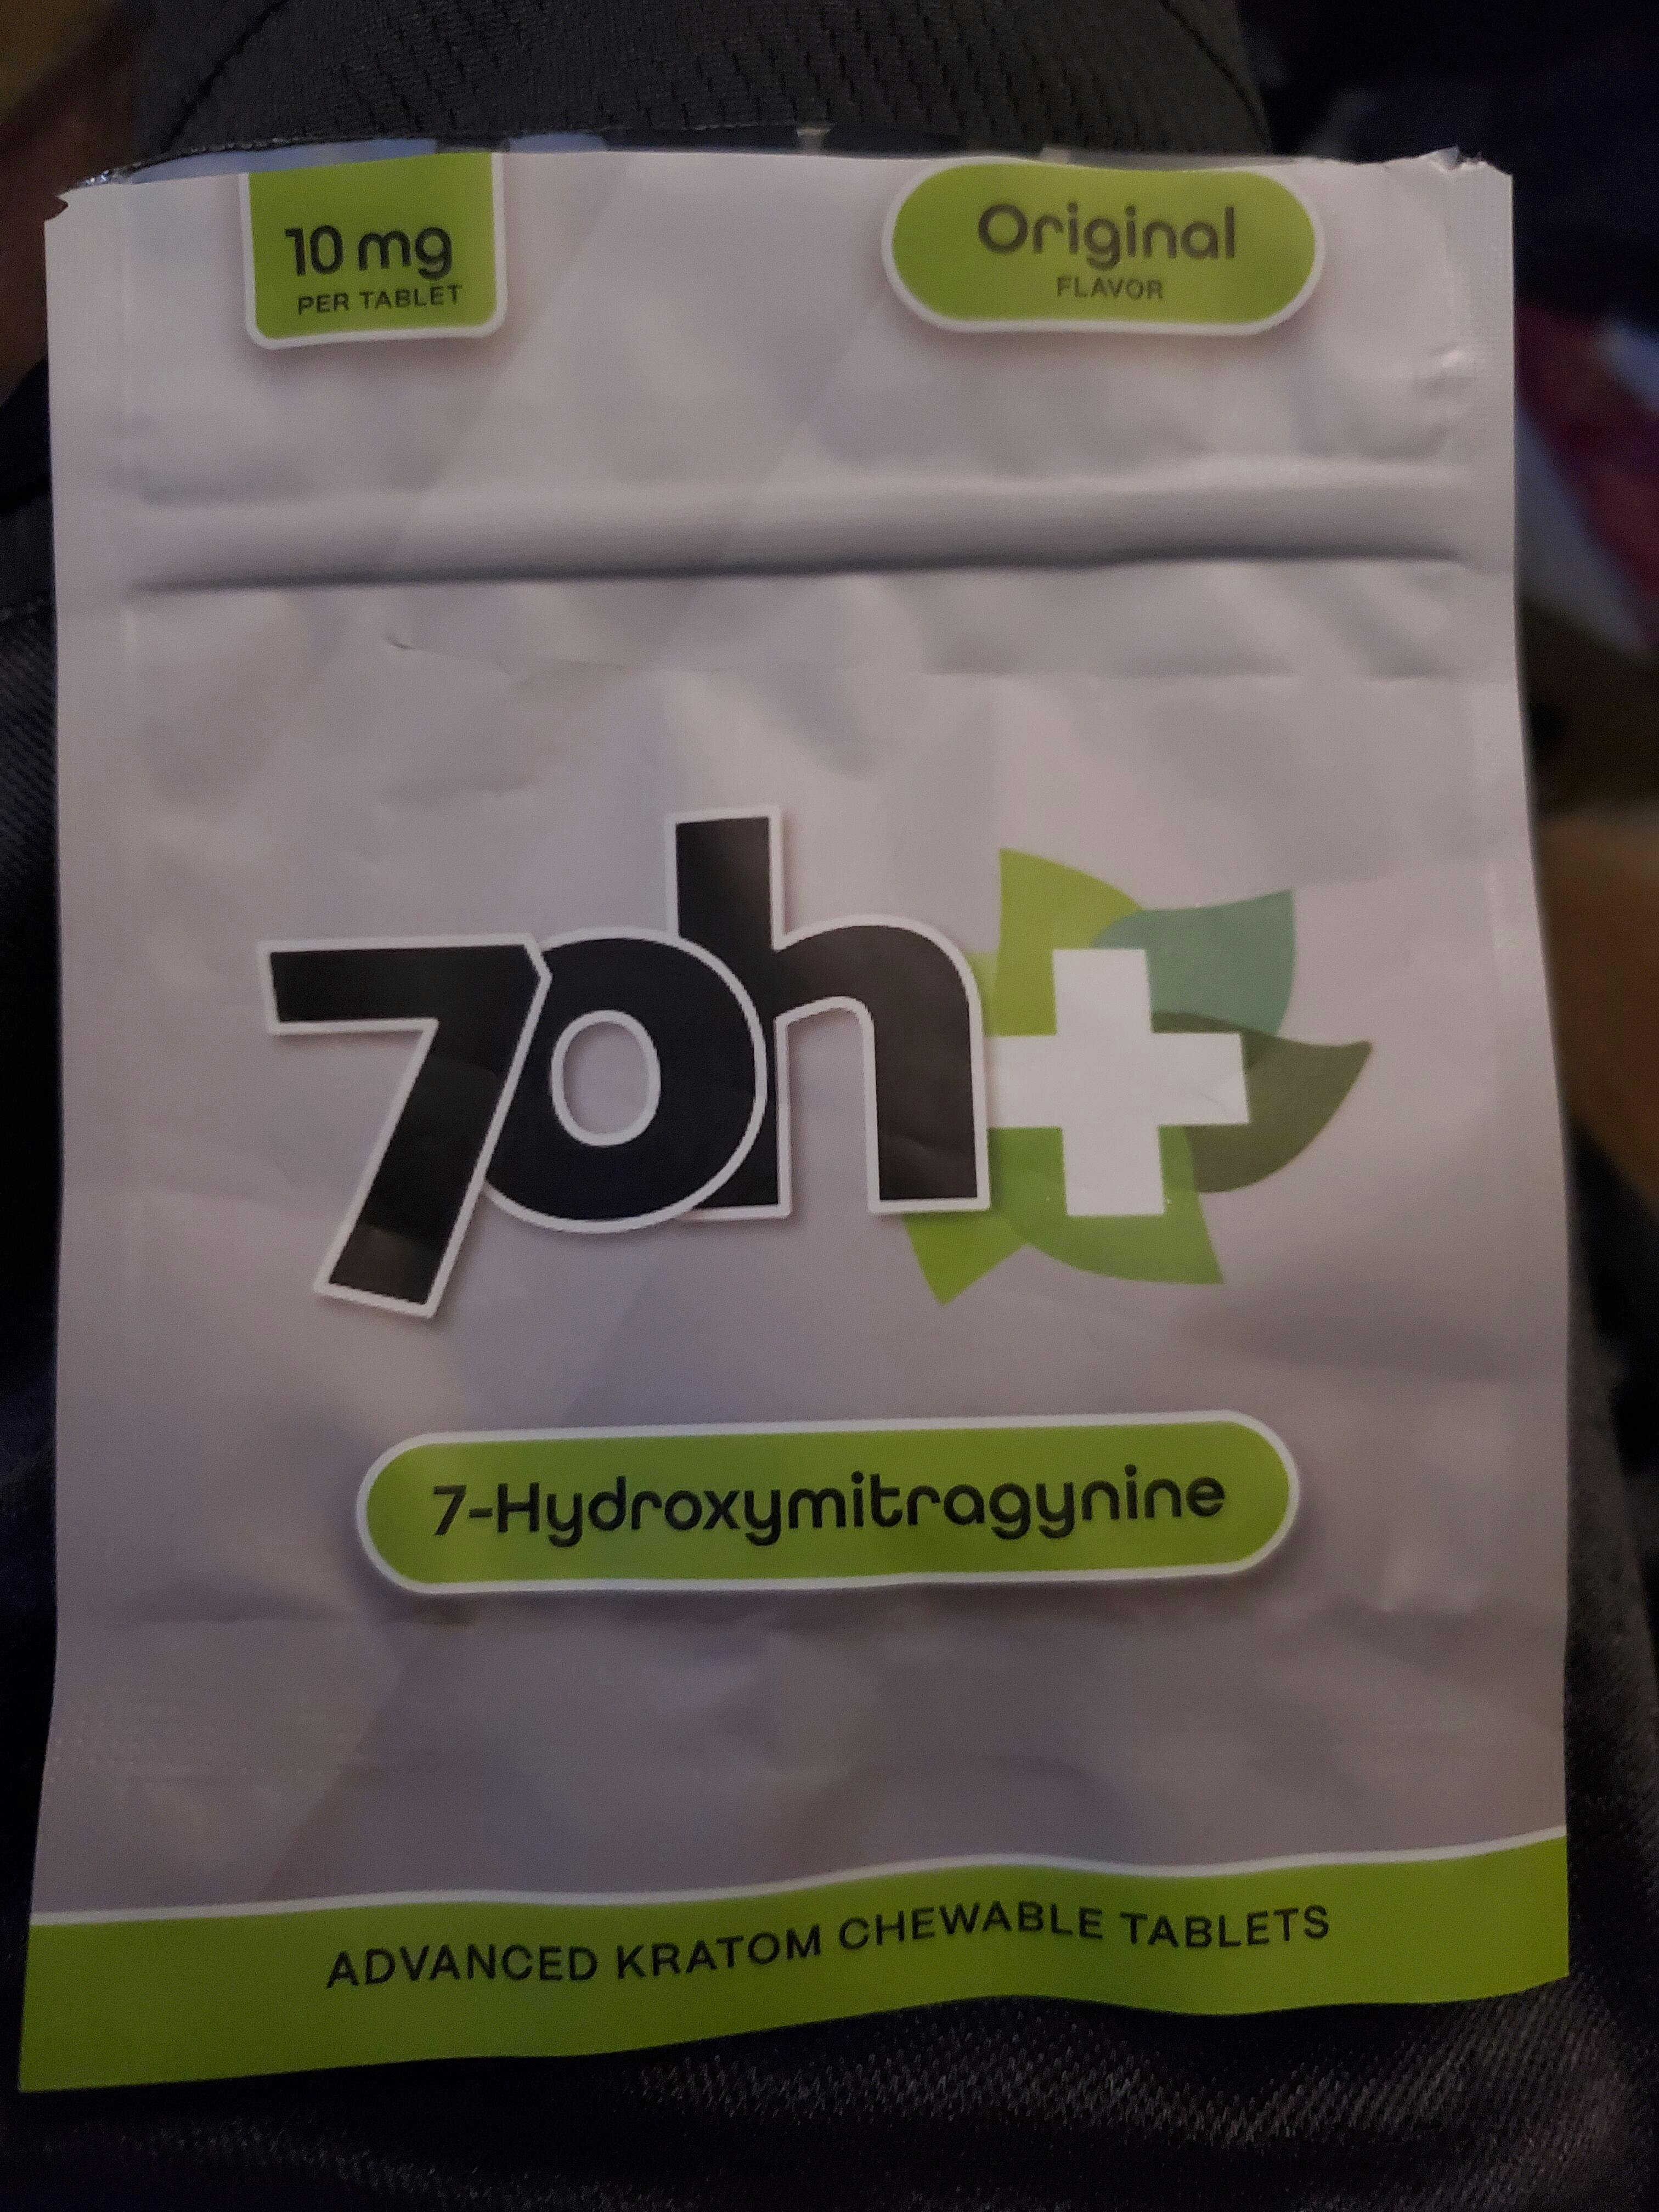 10 mg
PER TABLET
Original
FLAVOR
7oh+
7-Hydroxymitragynine
ADVANCED KRATOM CHEWABLE TABLETS